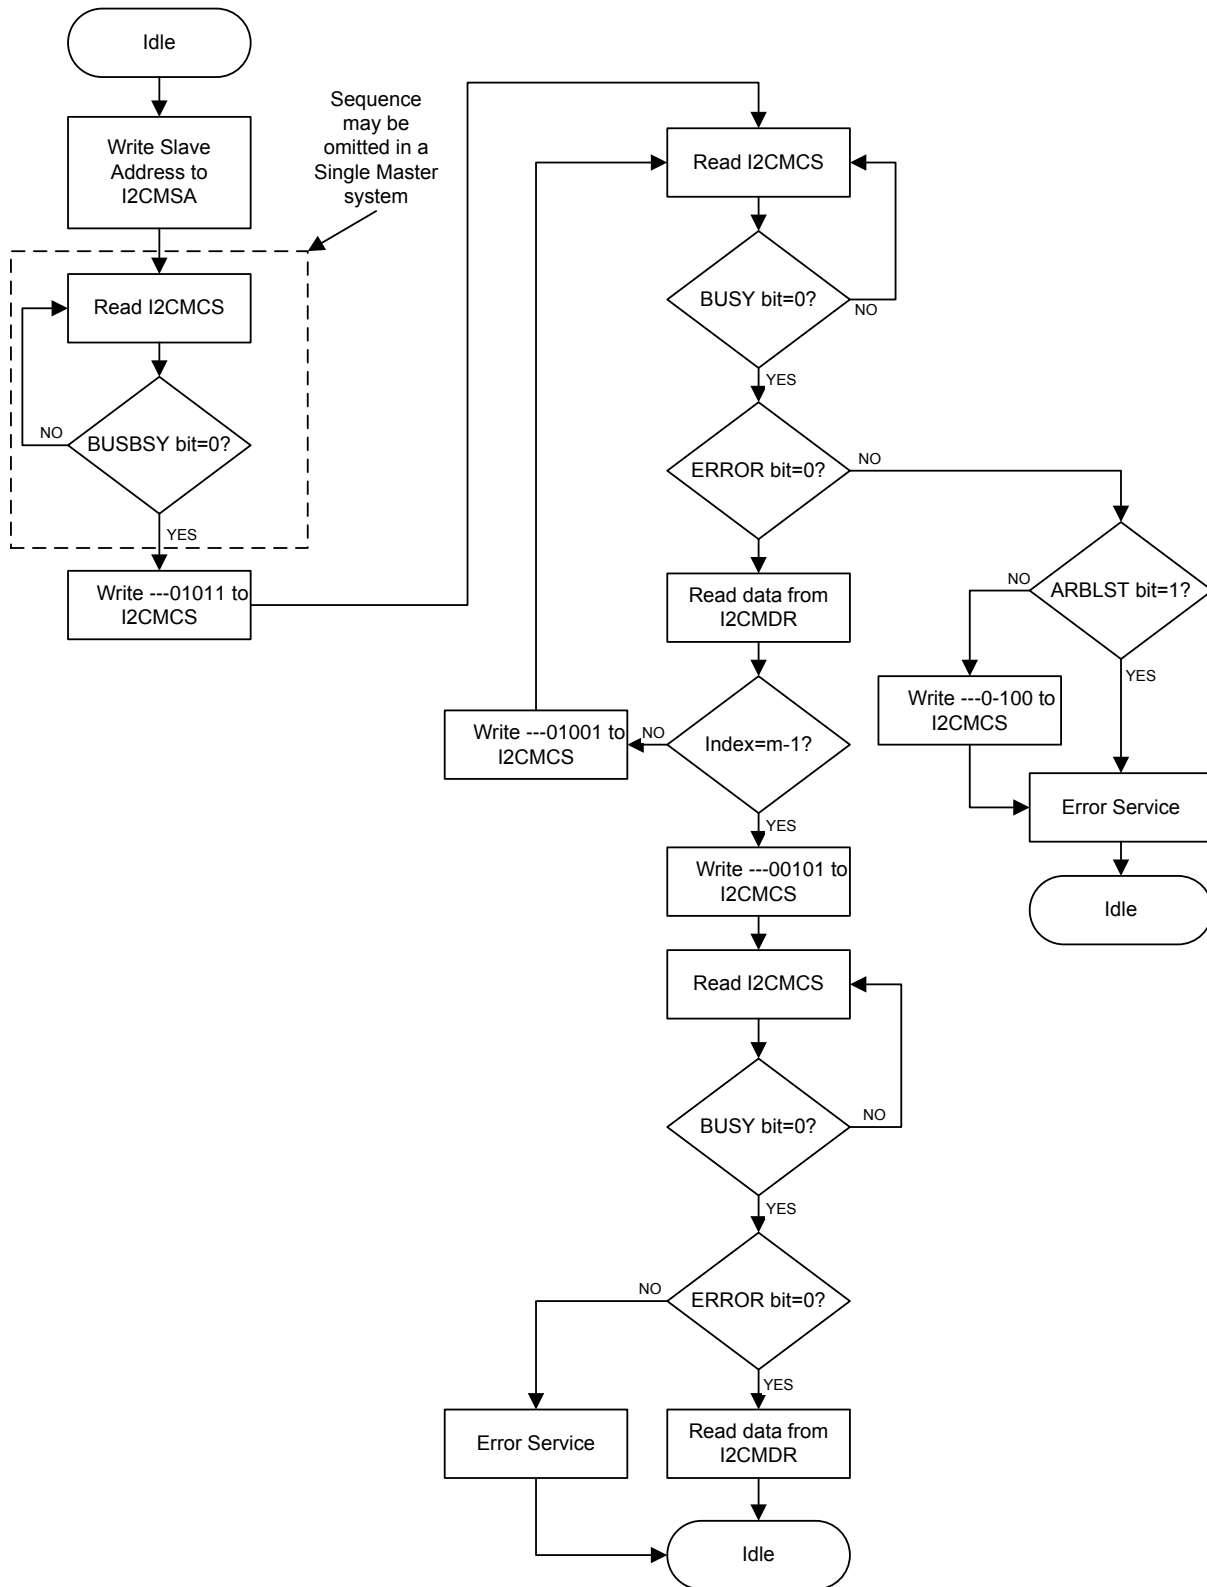 Idle
Write Slave
Address to
I2CMSA
Sequence
may be
omitted in a
Single Master
system
Read I2CMCS
BUSBSY bit=0?
NO
YES
Write ---01011 to
I2CMCS
Read I2CMCS
BUSY bit=0?
NO
YES
ERROR bit=0?
NO
Read data from
I2CMDR
ARBLST bit=1?
NO
YES
Write ---0-100 to
I2CMCS
Error Service
Idle
Index=m-1?
NO
Write ---01001 to
I2CMCS
YES
Write ---00101 to
I2CMCS
Read I2CMCS
BUSY bit=0?
NO
YES
ERROR bit=0?
NO
YES
Error Service
Read data from
I2CMDR
Idle